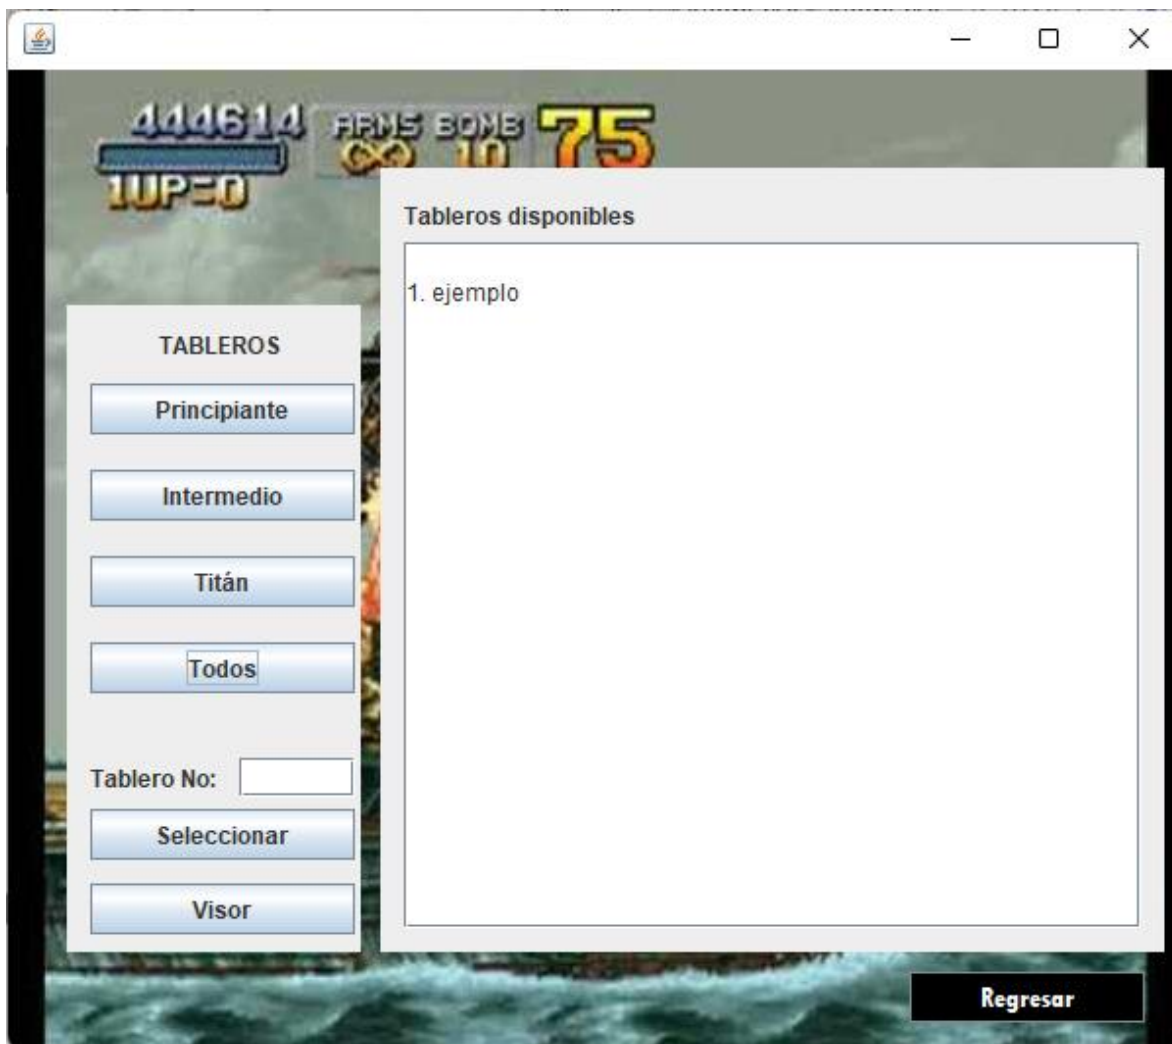 444614
ARMS BOMB
10
75
1UP=0
Tableros disponibles
1. ejemplo
TABLEROS
Principiante
Intermedio
Titán
Todos
Tablero No:
Seleccionar
Visor
Regresar